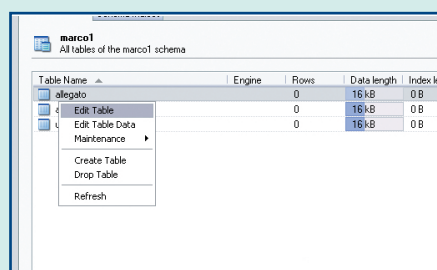 marco1
All tables of the marco1 schema
Table Name Engine Rows Data length Index l
allegato 0 16 kB 0 B
Edit Table 0 16 kB 0 B
Edit Table Data 0 16 kB 0 B
Maintenance
Create Table
Drop Table
Refresh